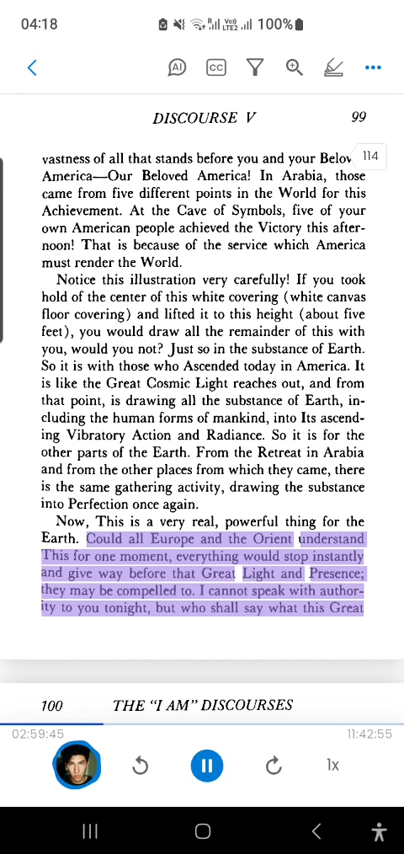 04:18
100%
AI
CC
DISCOURSE V 99
114
vastness of all that stands before you and your Belov
America—Our Beloved America! In Arabia, those
came from five different points in the World for this
Achievement. At the Cave of Symbols, five of your
own American people achieved the Victory this after-
noon! That is because of the service which America
must render the World.
Notice this illustration very carefully! If you took
hold of the center of this white covering (white canvas
floor covering) and lifted it to this height (about five
feet), you would draw all the remainder of this with
you, would you not? Just so in the substance of Earth.
So it is with those who Ascended today in America. It
is like the Great Cosmic Light reaches out, and from
that point, is drawing all the substance of Earth, in-
cluding the human forms of mankind, into Its ascend-
ing Vibratory Action and Radiance. So it is for the
other parts of the Earth. From the Retreat in Arabia
and from the other places from which they came, there
is the same gathering activity, drawing the substance
into Perfection once again.
Now, This is a very real, powerful thing for the
Earth. Could all Europe and the Orient understand
This for one moment, everything would stop instantly
and give way before that Great Light and Presence;
they may be compelled to. I cannot speak with author-
ity to you tonight, but who shall say what this Great
100 THE “I AM” DISCOURSES
02:59:45 11:42:55
1x